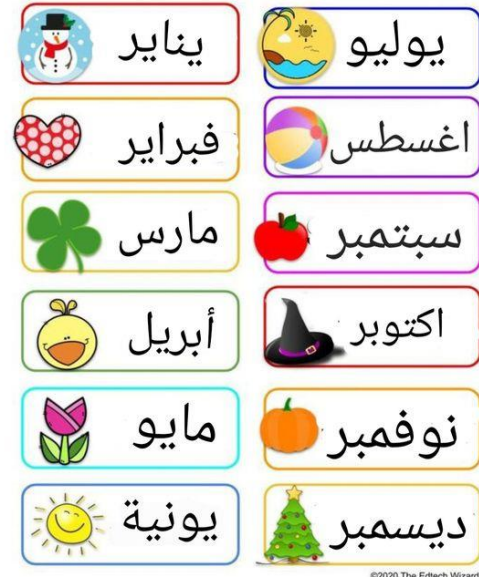 يناير
فبراير
مارس
أبريل
مايو
يونية
يوليو
اغسطس
سبتمبر
اكتوبر
نوفمبر
ديسمبر
©2020 The Edtech Wizard